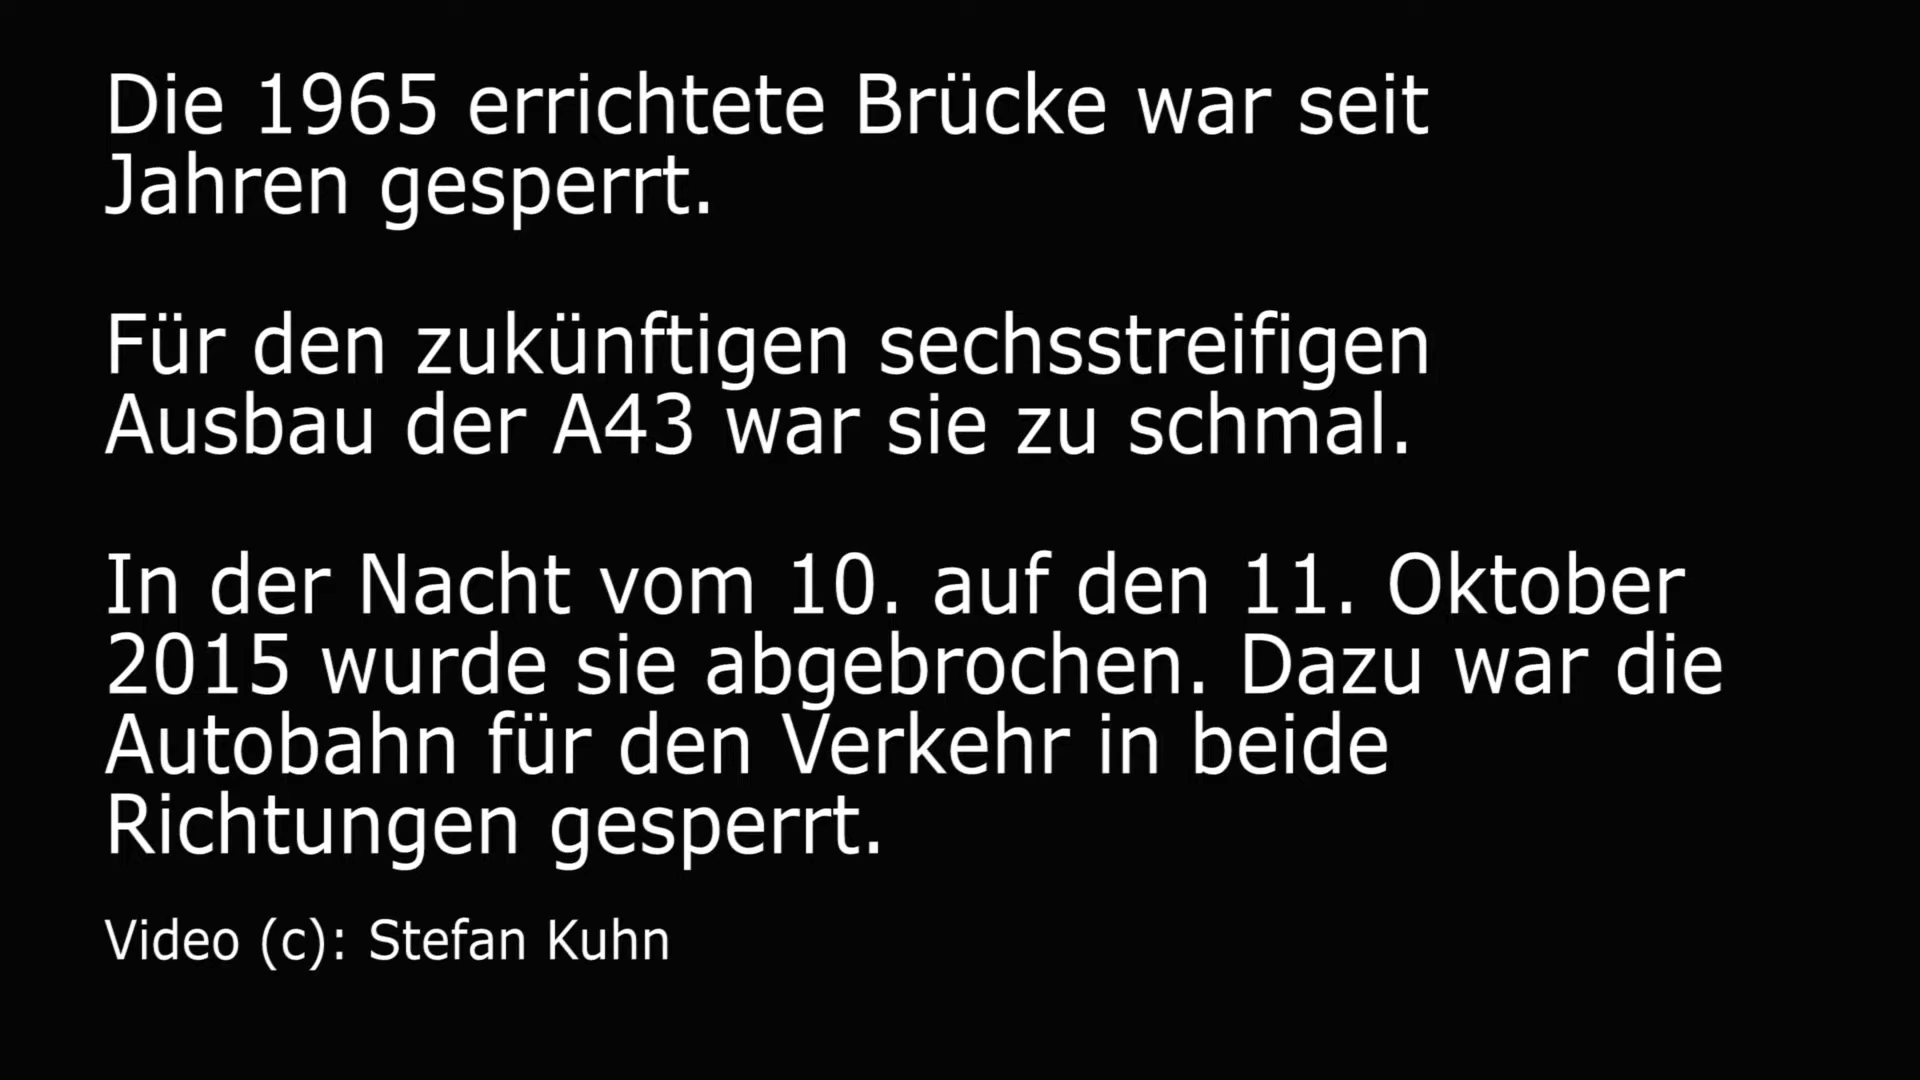 Die 1965 errichtete Brücke war seit
Jahren gesperrt.
Für den zukünftigen sechsstreifigen
Ausbau der A43 war sie zu schmal.
In der Nacht vom 10. auf den 11. Oktober
2015 wurde sie abgebrochen. Dazu war die
Autobahn für den Verkehr in beide
Richtungen gesperrt.
Video (c): Stefan Kuhn